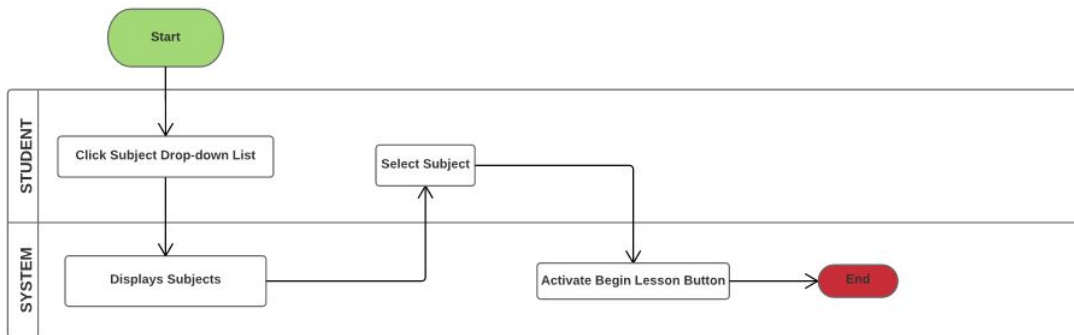 Start
STUDENT
Click Subject Drop-down List
Select Subject
SYSTEM
Displays Subjects
Activate Begin Lesson Button
End